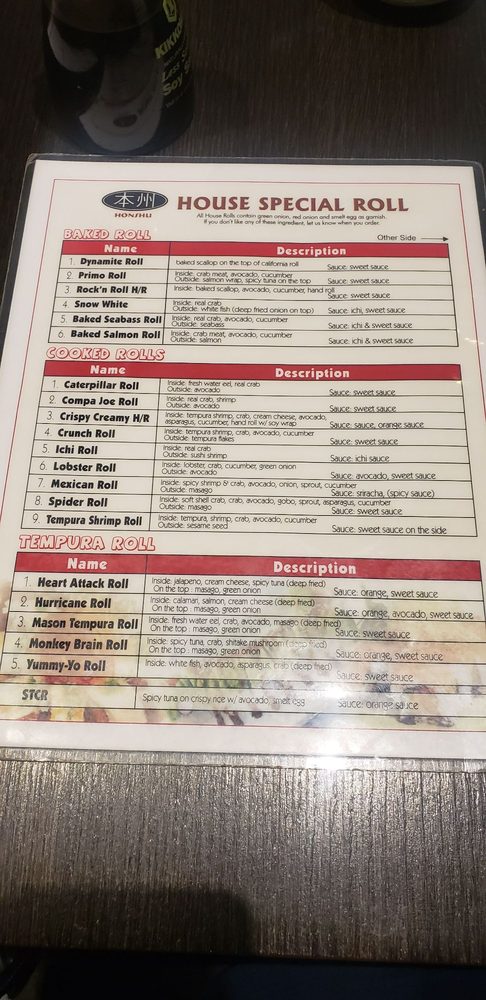 KIKKO
Less S
Soy S
本州
HONSHU
HOUSE SPECIAL ROLL
All House Rolls contain green onion, red onion and smelt egg as garnish.
If you don't like any of these ingredient, let us know when you order.
BAKED ROLL
Other Side
Name Description
1. Dynamite Roll baked scallop on the top of california roll Sauce: sweet sauce
2. Primo Roll Inside: crab meat, avocado, cucumber
Outside: salmon wrap, spicy tuna on the top Sauce: sweet sauce
3. Rock'n Roll H/R Inside: baked scallop, avocado, cucumber, hand roll
Sauce: sweet sauce
4. Snow White Inside: real crab
Outside: white fish (deep fried onion on top) Sauce: ichi, sweet sauce
5. Baked Seabass Roll Inside: real crab, avocado, cucumber
Outside: seabass Sauce: ichi & sweet sauce
6. Baked Salmon Roll Inside: crab meat, avocado, cucumber
Outside: salmon Sauce: ichi & sweet sauce
COOKED ROLLS
Name Description
1. Caterpillar Roll Inside: fresh water eel, real crab
Outside: avocado Sauce: sweet sauce
2. Compa Joe Roll Inside: real crab, shrimp
Outside: avocado Sauce: sweet sauce
3. Crispy Creamy H/R Inside: tempura shrimp, crab, cream cheese, avocado,
asparagus, cucumber, hand roll w/ soy wrap Sauce: sauce, orange sauce
4. Crunch Roll Inside: tempura shrimp, crab, avocado, cucumber
Outside: tempura flakes Sauce: sweet sauce
5. Ichi Roll Inside: real crab
Outside: sushi shrimp Sauce: ichi sauce
6. Lobster Roll Inside: lobster, crab, cucumber, green onion
Outside: avocado Sauce: avocado, sweet sauce
7. Mexican Roll Inside: spicy shrimp & crab, avocado, onion, sprout, cucumber
Outside: masago Sauce: sriracha, (spicy sauce)
8. Spider Roll Inside: soft shell crab, crab, avocado, gobo, sprout, asparagus, cucumber
Outside: masago Sauce: sweet sauce
9. Tempura Shrimp Roll Inside: tempura, shrimp, crab, avocado, cucumber
Outside: sesame seed Sauce: sweet sauce on the side
TEMPURA ROLL
Name Description
1. Heart Attack Roll Inside: jalapeno, cream cheese, spicy tuna (deep fried)
On the top : masago, green onion Sauce: orange, sweet sauce
2. Hurricane Roll Inside: calamari, salmon, cream cheese (deep fried)
On the top : masago, green onion Sauce: orange, avocado, sweet sauce
3. Mason Tempura Roll Inside: fresh water eel, crab, avocado, masago (deep fried)
On the top : masago, green onion Sauce: sweet sauce
4. Monkey Brain Roll Inside: spicy tuna, crab, shitake mushroom (deep fried)
On the top : masago, green onion Sauce: orange, sweet sauce
5. Yummy-Yo Roll Inside: white fish, avocado, asparagus, crab (deep fried)
Sauce: sweet sauce
STCR Spicy tuna on crispy rice w/ avocado, smelt egg Sauce: orange sauce